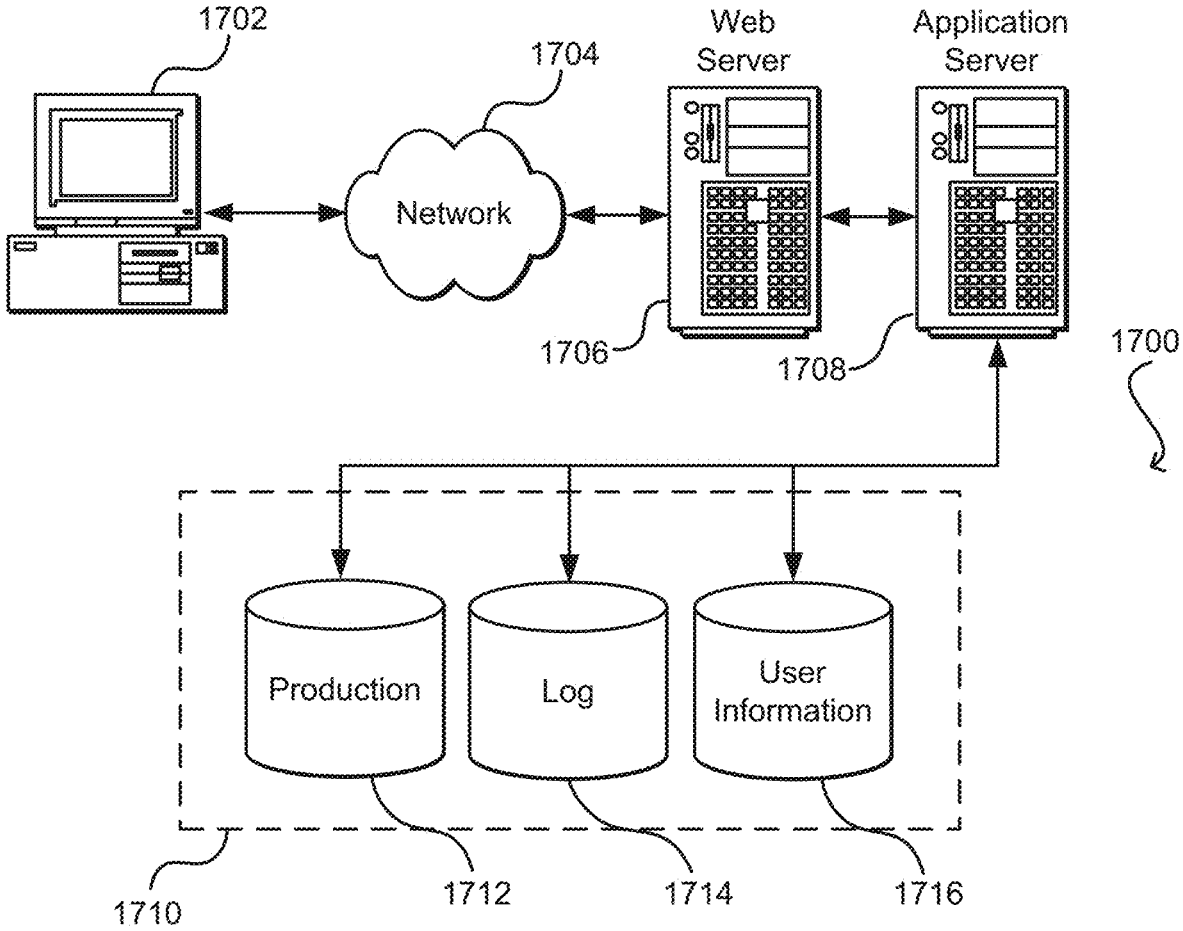 1702
1704
Web
Server
Application
Server
Network
1706
1708
1700
Production
Log
User
Information
1710
1712
1714
1716